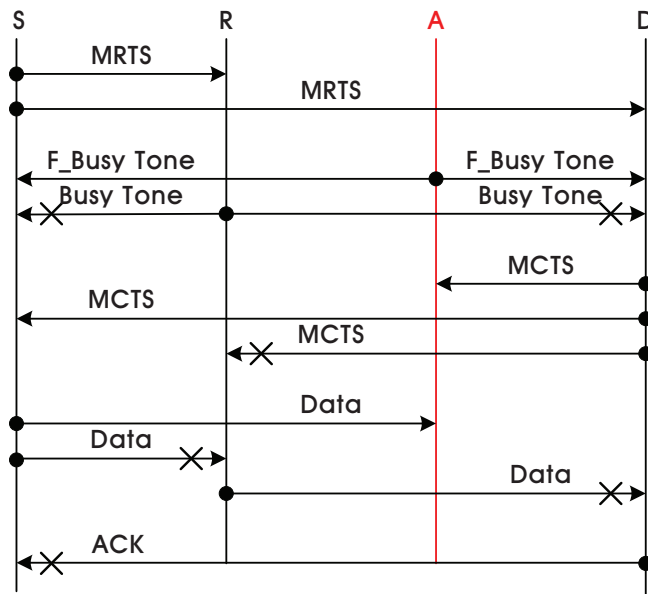 S R A D
MRTS
MRTS
F_Busy Tone F_Busy Tone
Busy Tone Busy Tone
MCTS
MCTS
MCTS
Data
Data
Data
ACK